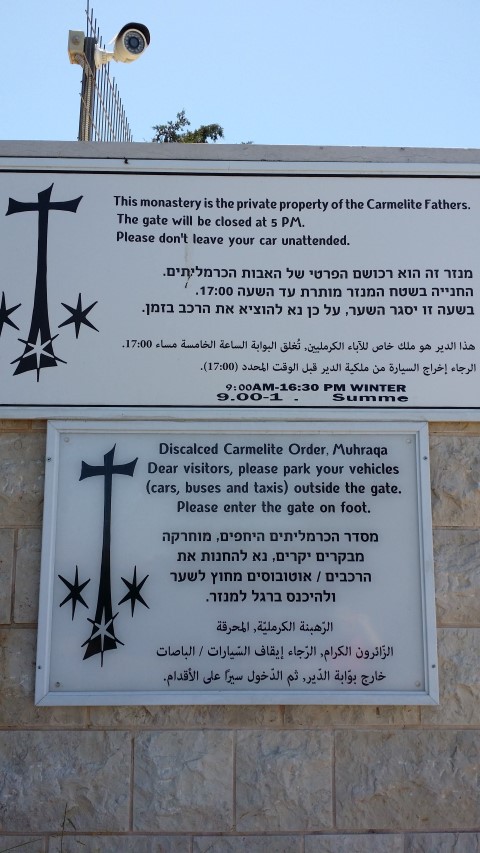 This monastery is the private property of the Carmelite Fathers.
The gate will be closed at 5 PM.
Please don't leave your car unattended.
מנזר זה הוא רכושם הפרטי של האבות הכרמליתים.
החנייה בשטח המנזר מותרת עד השעה 17:00.
בשעה זו יסגר השער, על כן נא להוציא את הרכב בזמן.
هذا الدير هو ملك خاص للآباء الكرمليين, تُغلق البوابة الساعة الخامسة مساء 17:00.
الرجاء إخراج السيارة من ملكية الدير قبل الوقت المحدد (17:00).
9:00AM-16:30 PM WINTER
9.00-1 . Summe
Discalced Carmelite Order, Muhraqa
Dear visitors, please park your vehicles
(cars, buses and taxis) outside the gate.
Please enter the gate on foot.
מסדר הכרמליתים היחפים, מוחרקה
מבקרים יקרים, נא להחנות את
הרכבים / אוטובוסים מחוץ לשער
ולהיכנס ברגל למנזר.
الرّهبنة الكرمليّة, المحرقة
الزّائرون الكرام, الرّجاء إيقاف السّيارات / الباصات
خارج بوّابة الدّير, ثم الدّخول سيرًا على الأقدام.